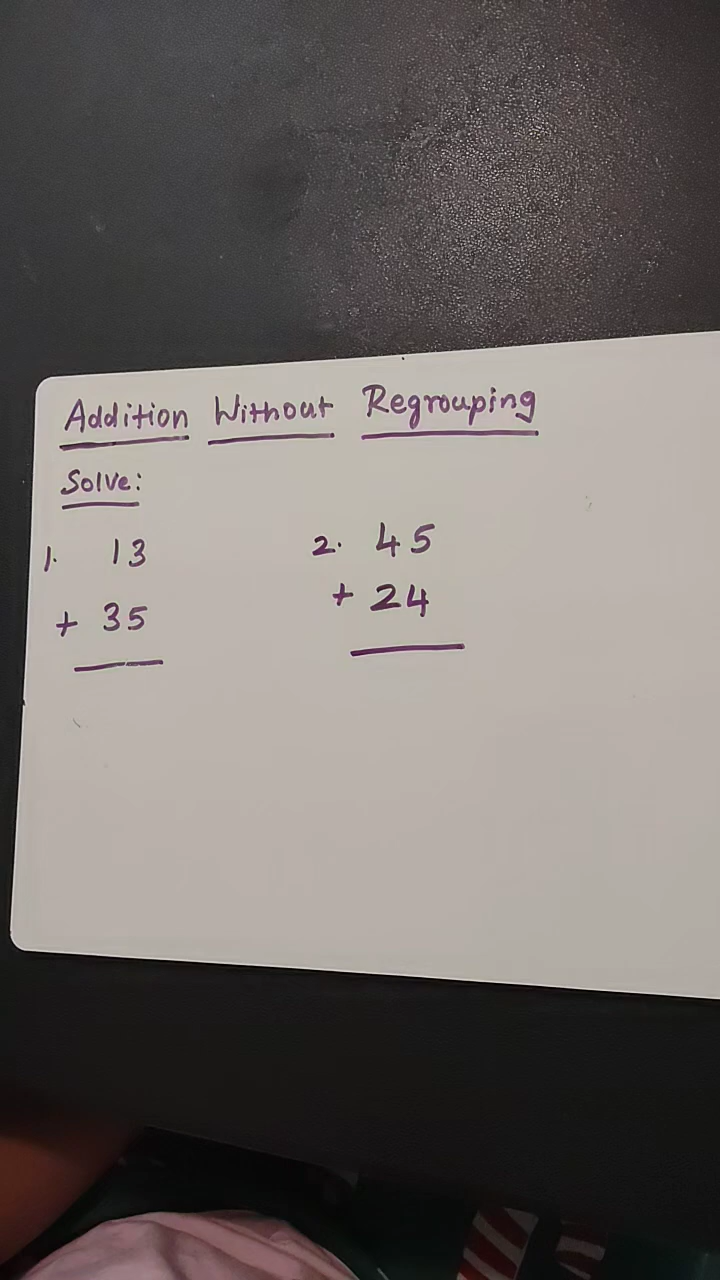 Addition Without Regrouping
Solve:
1. 13
+ 35
2. 45
+ 24